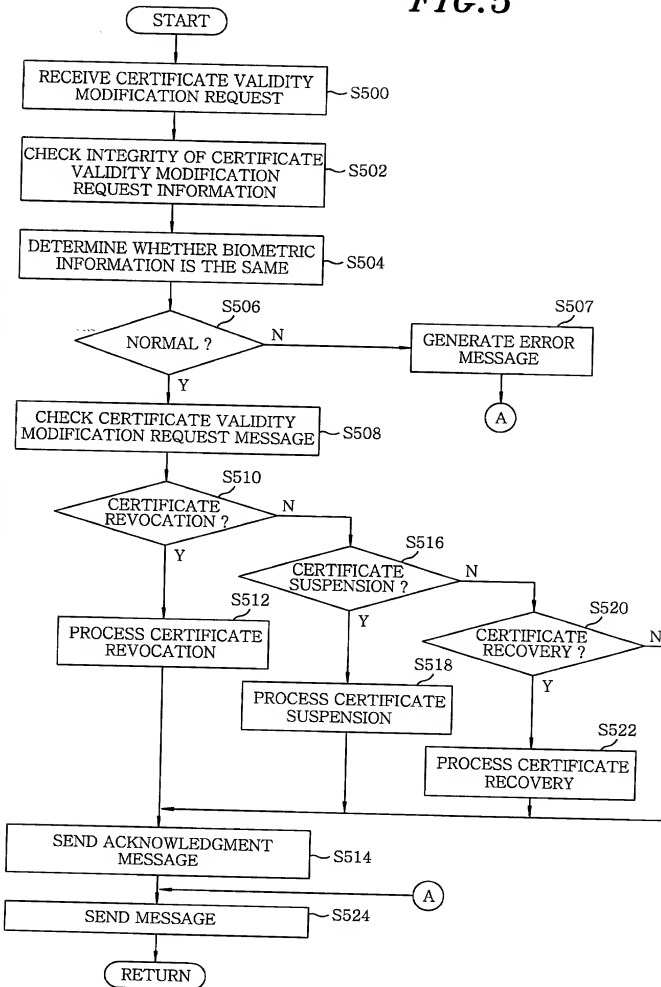 FIG.5
START
RECEIVE CERTIFICATE VALIDITY
MODIFICATION REQUEST
S500
CHECK INTEGRITY OF CERTIFICATE
VALIDITY MODIFICATION
REQUEST INFORMATION
S502
DETERMINE WHETHER BIOMETRIC
INFORMATION IS THE SAME
S504
S506
NORMAL ?
N
Y
S507
GENERATE ERROR
MESSAGE
A
CHECK CERTIFICATE VALIDITY
MODIFICATION REQUEST MESSAGE
S508
S510
CERTIFICATE
REVOCATION ?
N
Y
S516
CERTIFICATE
SUSPENSION ?
N
Y
S512
PROCESS CERTIFICATE
REVOCATION
S520
CERTIFICATE
RECOVERY ?
N
Y
S518
PROCESS CERTIFICATE
SUSPENSION
S522
PROCESS CERTIFICATE
RECOVERY
SEND ACKNOWLEDGMENT
MESSAGE
S514
A
SEND MESSAGE
S524
RETURN